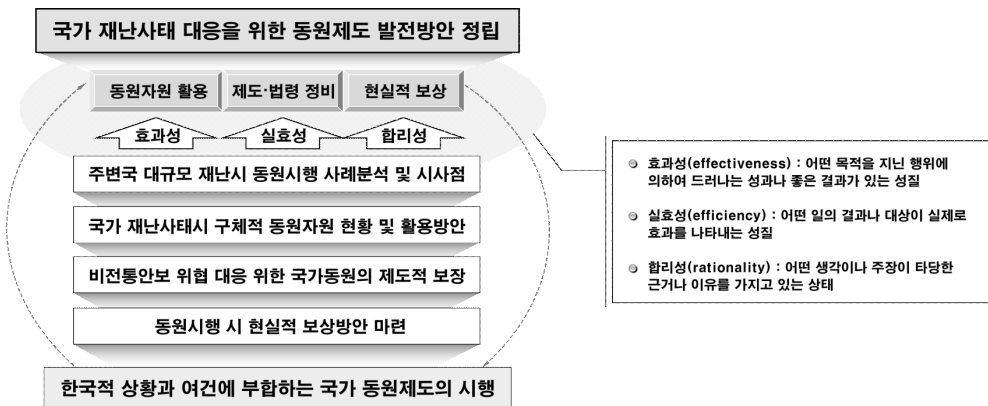 국가 재난사태 대응을 위한 동원제도 발전방안 정립
동원자원 활용
제도·법령 정비
현실적 보상
효과성
실효성
합리성
주변국 대규모 재난시 동원시행 사례분석 및 시사점
국가 재난사태시 구체적 동원자원 현황 및 활용방안
비전통안보 위협 대응 위한 국가동원의 제도적 보장
동원시행 시 현실적 보상방안 마련
한국적 상황과 여건에 부합하는 국가 동원제도의 시행
효과성(effectiveness) : 어떤 목적을 지닌 행위에
의하여 드러나는 성과나 좋은 결과가 있는 성질
실효성(efficiency) : 어떤 일의 결과나 대상이 실제로
효과를 나타내는 성질
합리성(rationality) : 어떤 생각이나 주장이 타당한
근거나 이유를 가지고 있는 상태